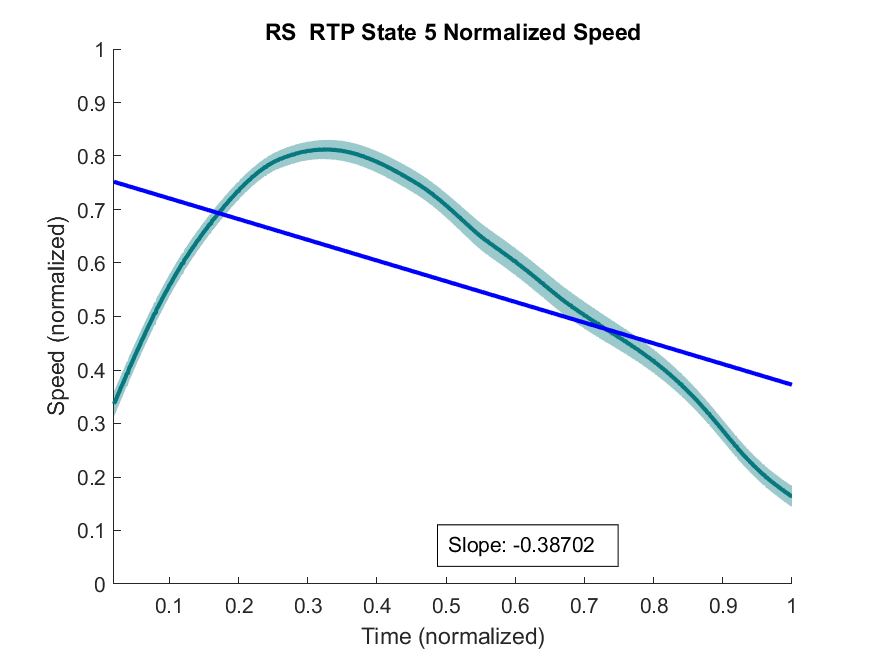 RS  RTP State 5 Normalized Speed
1
0.9
0.8
0.7
0.6
0.5
0.4
0.3
0.2
0.1
0
Speed (normalized)
Slope: -0.38702
0.1 0.2 0.3 0.4 0.5 0.6 0.7 0.8 0.9 1
Time (normalized)